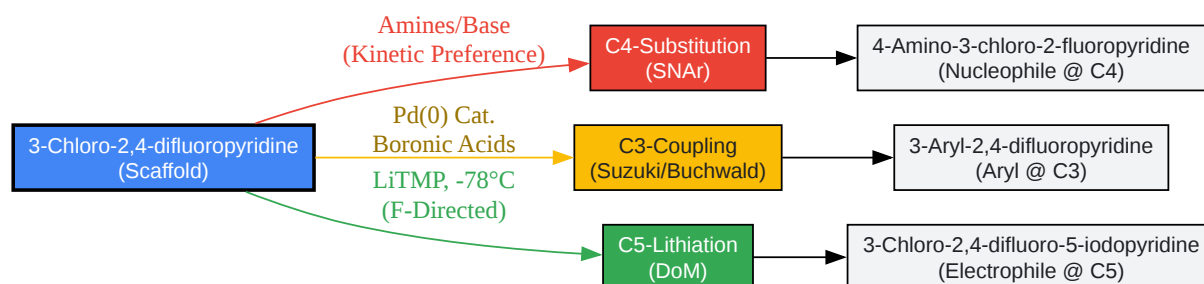 Amines/Base
(Kinetic Preference)
C4-Substitution
(SNAr)
4-Amino-3-chloro-2-fluoropyridine
(Nucleophile @ C4)
3-Chloro-2,4-difluoropyridine
(Scaffold)
Pd(0) Cat.
Boronic Acids
C3-Coupling
(Suzuki/Buchwald)
3-Aryl-2,4-difluoropyridine
(Aryl @ C3)
LiTMP, -78°C
(F-Directed)
C5-Lithiation
(DoM)
3-Chloro-2,4-difluoro-5-iodopyridine
(Electrophile @ C5)